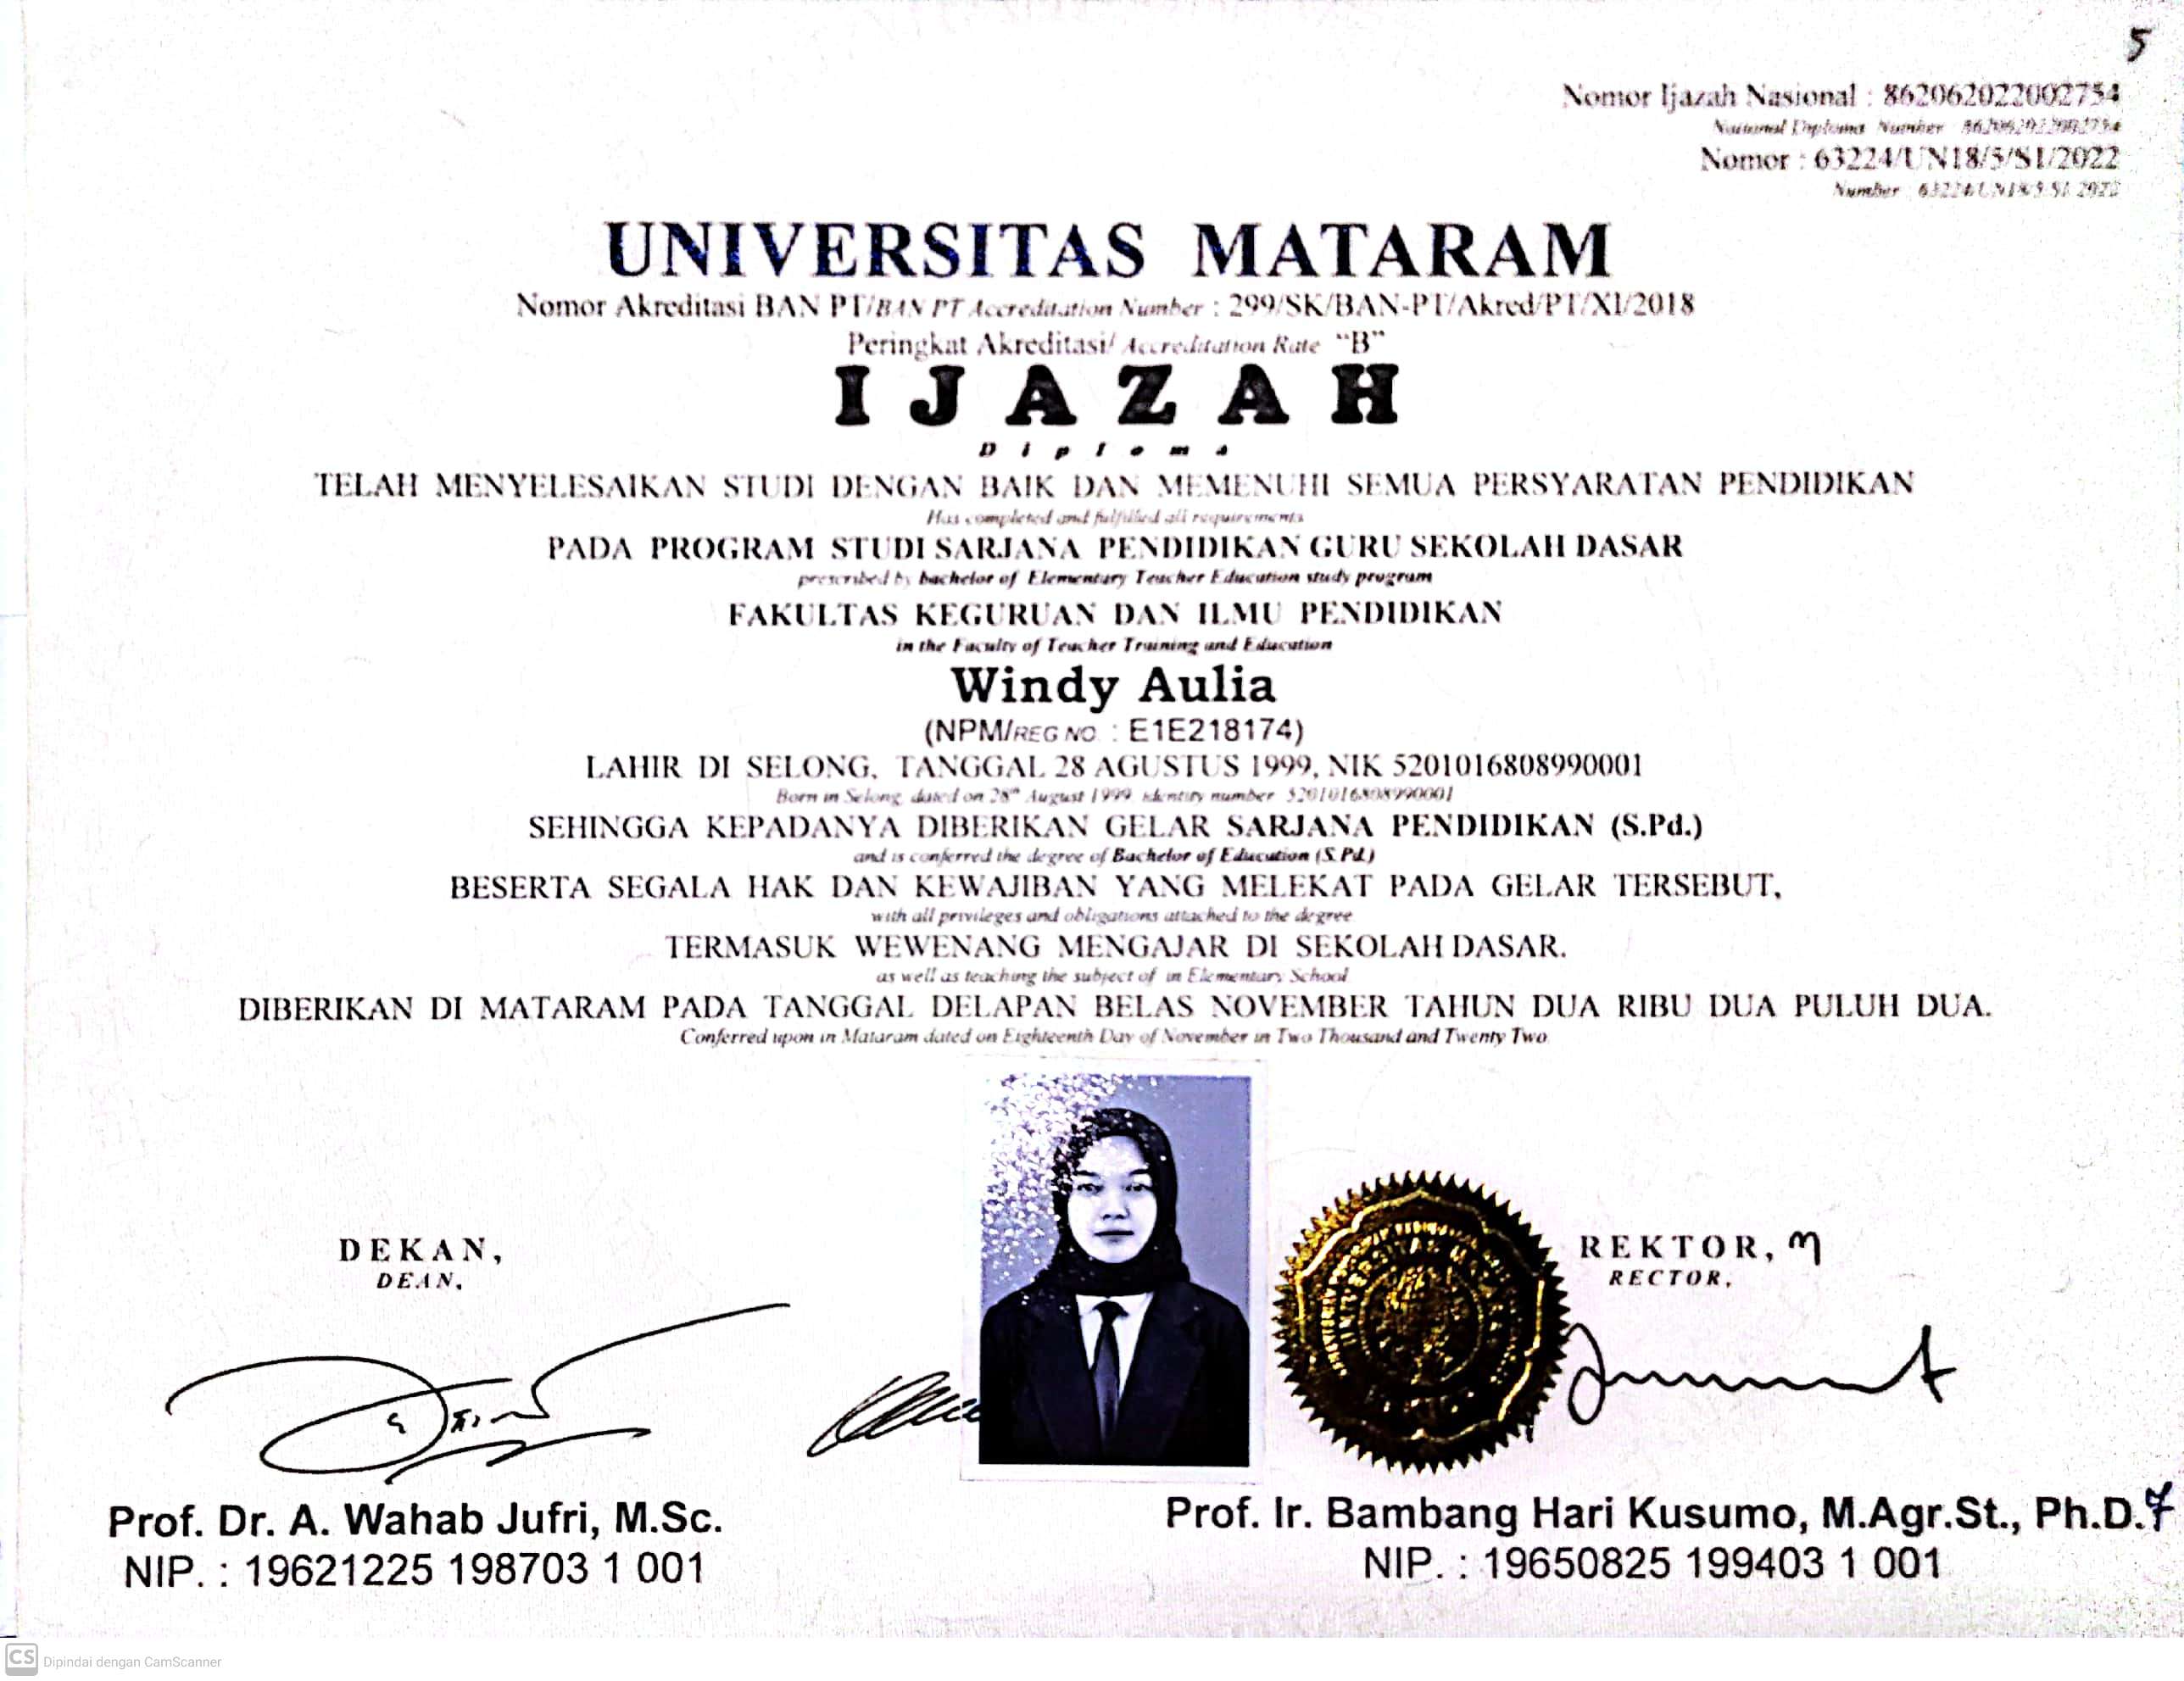 5
Nomor Ijazah Nasional : 862062022002754
National Diploma Number : 862062022002754
Nomor : 63224/UN18/5/S1/2022
Number : 63224/UN18/5/S1/2022
UNIVERSITAS MATARAM
Nomor Akreditasi BAN PT/BAN PT Accreditation Number : 299/SK/BAN-PT/Akred/PT/XI/2018
Peringkat Akreditasi/ Accreditation Rate “B”
IJAZAH
Diploma
TELAH MENYELESAIKAN STUDI DENGAN BAIK DAN MEMENUHI SEMUA PERSYARATAN PENDIDIKAN
Has completed and fulfilled all requirements
PADA PROGRAM STUDI SARJANA PENDIDIKAN GURU SEKOLAH DASAR
prescribed by bachelor of Elementary Teacher Education study program
FAKULTAS KEGURUAN DAN ILMU PENDIDIKAN
in the Faculty of Teacher Training and Education
Windy Aulia
(NPM/REG NO : E1E218174)
LAHIR DI SELONG, TANGGAL 28 AGUSTUS 1999, NIK 5201016808990001
Born in Selong, dated on 28th August 1999 identity number 5201016808990001
SEHINGGA KEPADANYA DIBERIKAN GELAR SARJANA PENDIDIKAN (S.Pd.)
and is conferred the degree of Bachelor of Education (S.Pd.)
BESERTA SEGALA HAK DAN KEWAJIBAN YANG MELEKAT PADA GELAR TERSEBUT,
with all privileges and obligations attached to the degree
TERMASUK WEWENANG MENGAJAR DI SEKOLAH DASAR.
as well as teaching the subject of in Elementary School
DIBERIKAN DI MATARAM PADA TANGGAL DELAPAN BELAS NOVEMBER TAHUN DUA RIBU DUA PULUH DUA.
Conferred upon in Mataram dated on Eighteenth Day of November in Two Thousand and Twenty Two
DEKAN,
DEAN,
REKTOR,
RECTOR,
Prof. Dr. A. Wahab Jufri, M.Sc.
NIP. : 19621225 198703 1 001
Prof. Ir. Bambang Hari Kusumo, M.Agr.St., Ph.D.
NIP. : 19650825 199403 1 001
CS Dipindai dengan CamScanner